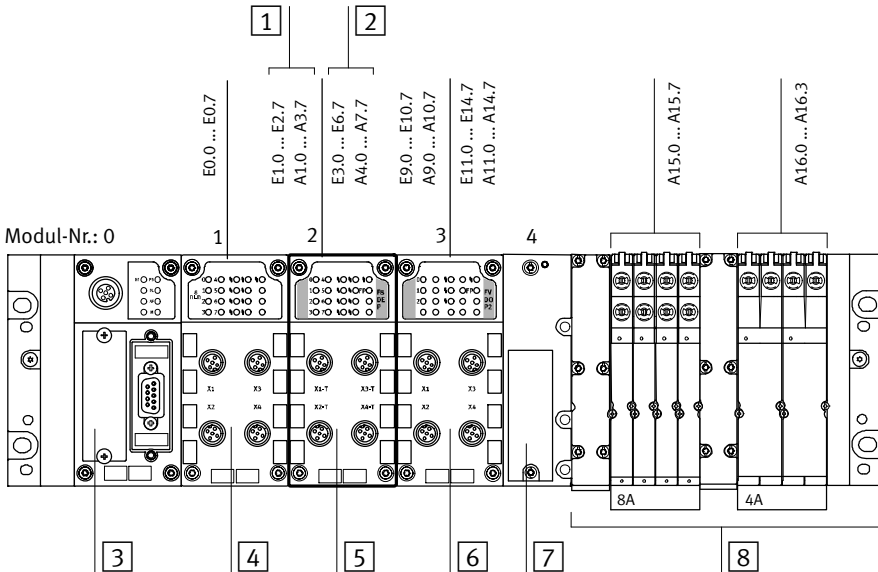 1 2
E0.0 ... E0.7
E1.0 ... E2.7
A1.0 ... A3.7
E3.0 ... E6.7
A4.0 ... A7.7
E9.0 ... E10.7
A9.0 ... A10.7
E11.0 ... E14.7
A11.0 ... A14.7
A15.0 ... A15.7
A16.0 ... A16.3
Modul-Nr.: 0 1 2 3 4
X1 X3 X1-T X3-T X1 X3
X2 X4 X2-T X4-T X2 X4
8A 4A
3 4 5 6 7 8